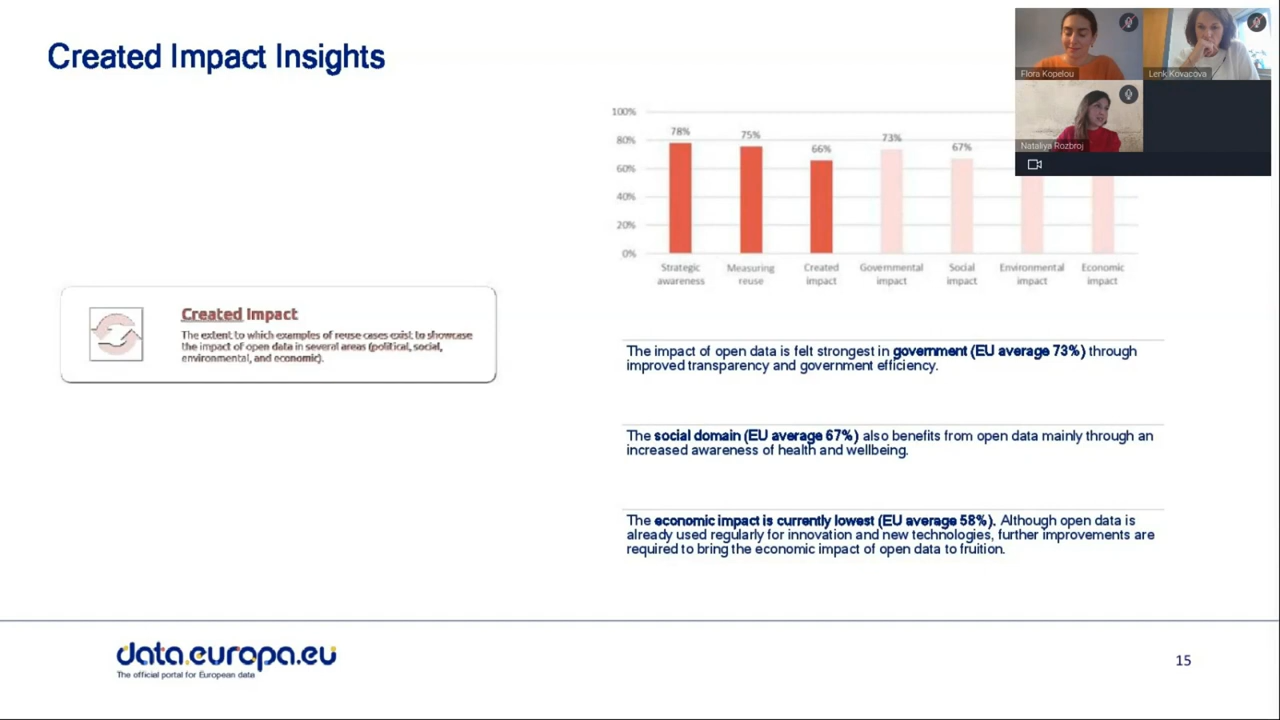 Created Impact Insights
Flora Kopelou
Lenk Kovacova
Nataliya Rozbroj
100%
80%
60%
40%
20%
0%
78%
75%
66%
73%
67%
Strategic
awareness
Measuring
reuse
Created
impact
Governmental
impact
Social
impact
Environmental
impact
Economic
impact
Created Impact
The extent to which examples of reuse cases exist to showcase
the impact of open data in several areas (political, social,
environmental, and economic).
The impact of open data is felt strongest in government (EU average 73%) through
improved transparency and government efficiency.
The social domain (EU average 67%) also benefits from open data mainly through an
increased awareness of health and wellbeing.
The economic impact is currently lowest (EU average 58%). Although open data is
already used regularly for innovation and new technologies, further improvements are
required to bring the economic impact of open data to fruition.
data.europa.eu
The official portal for European data
15